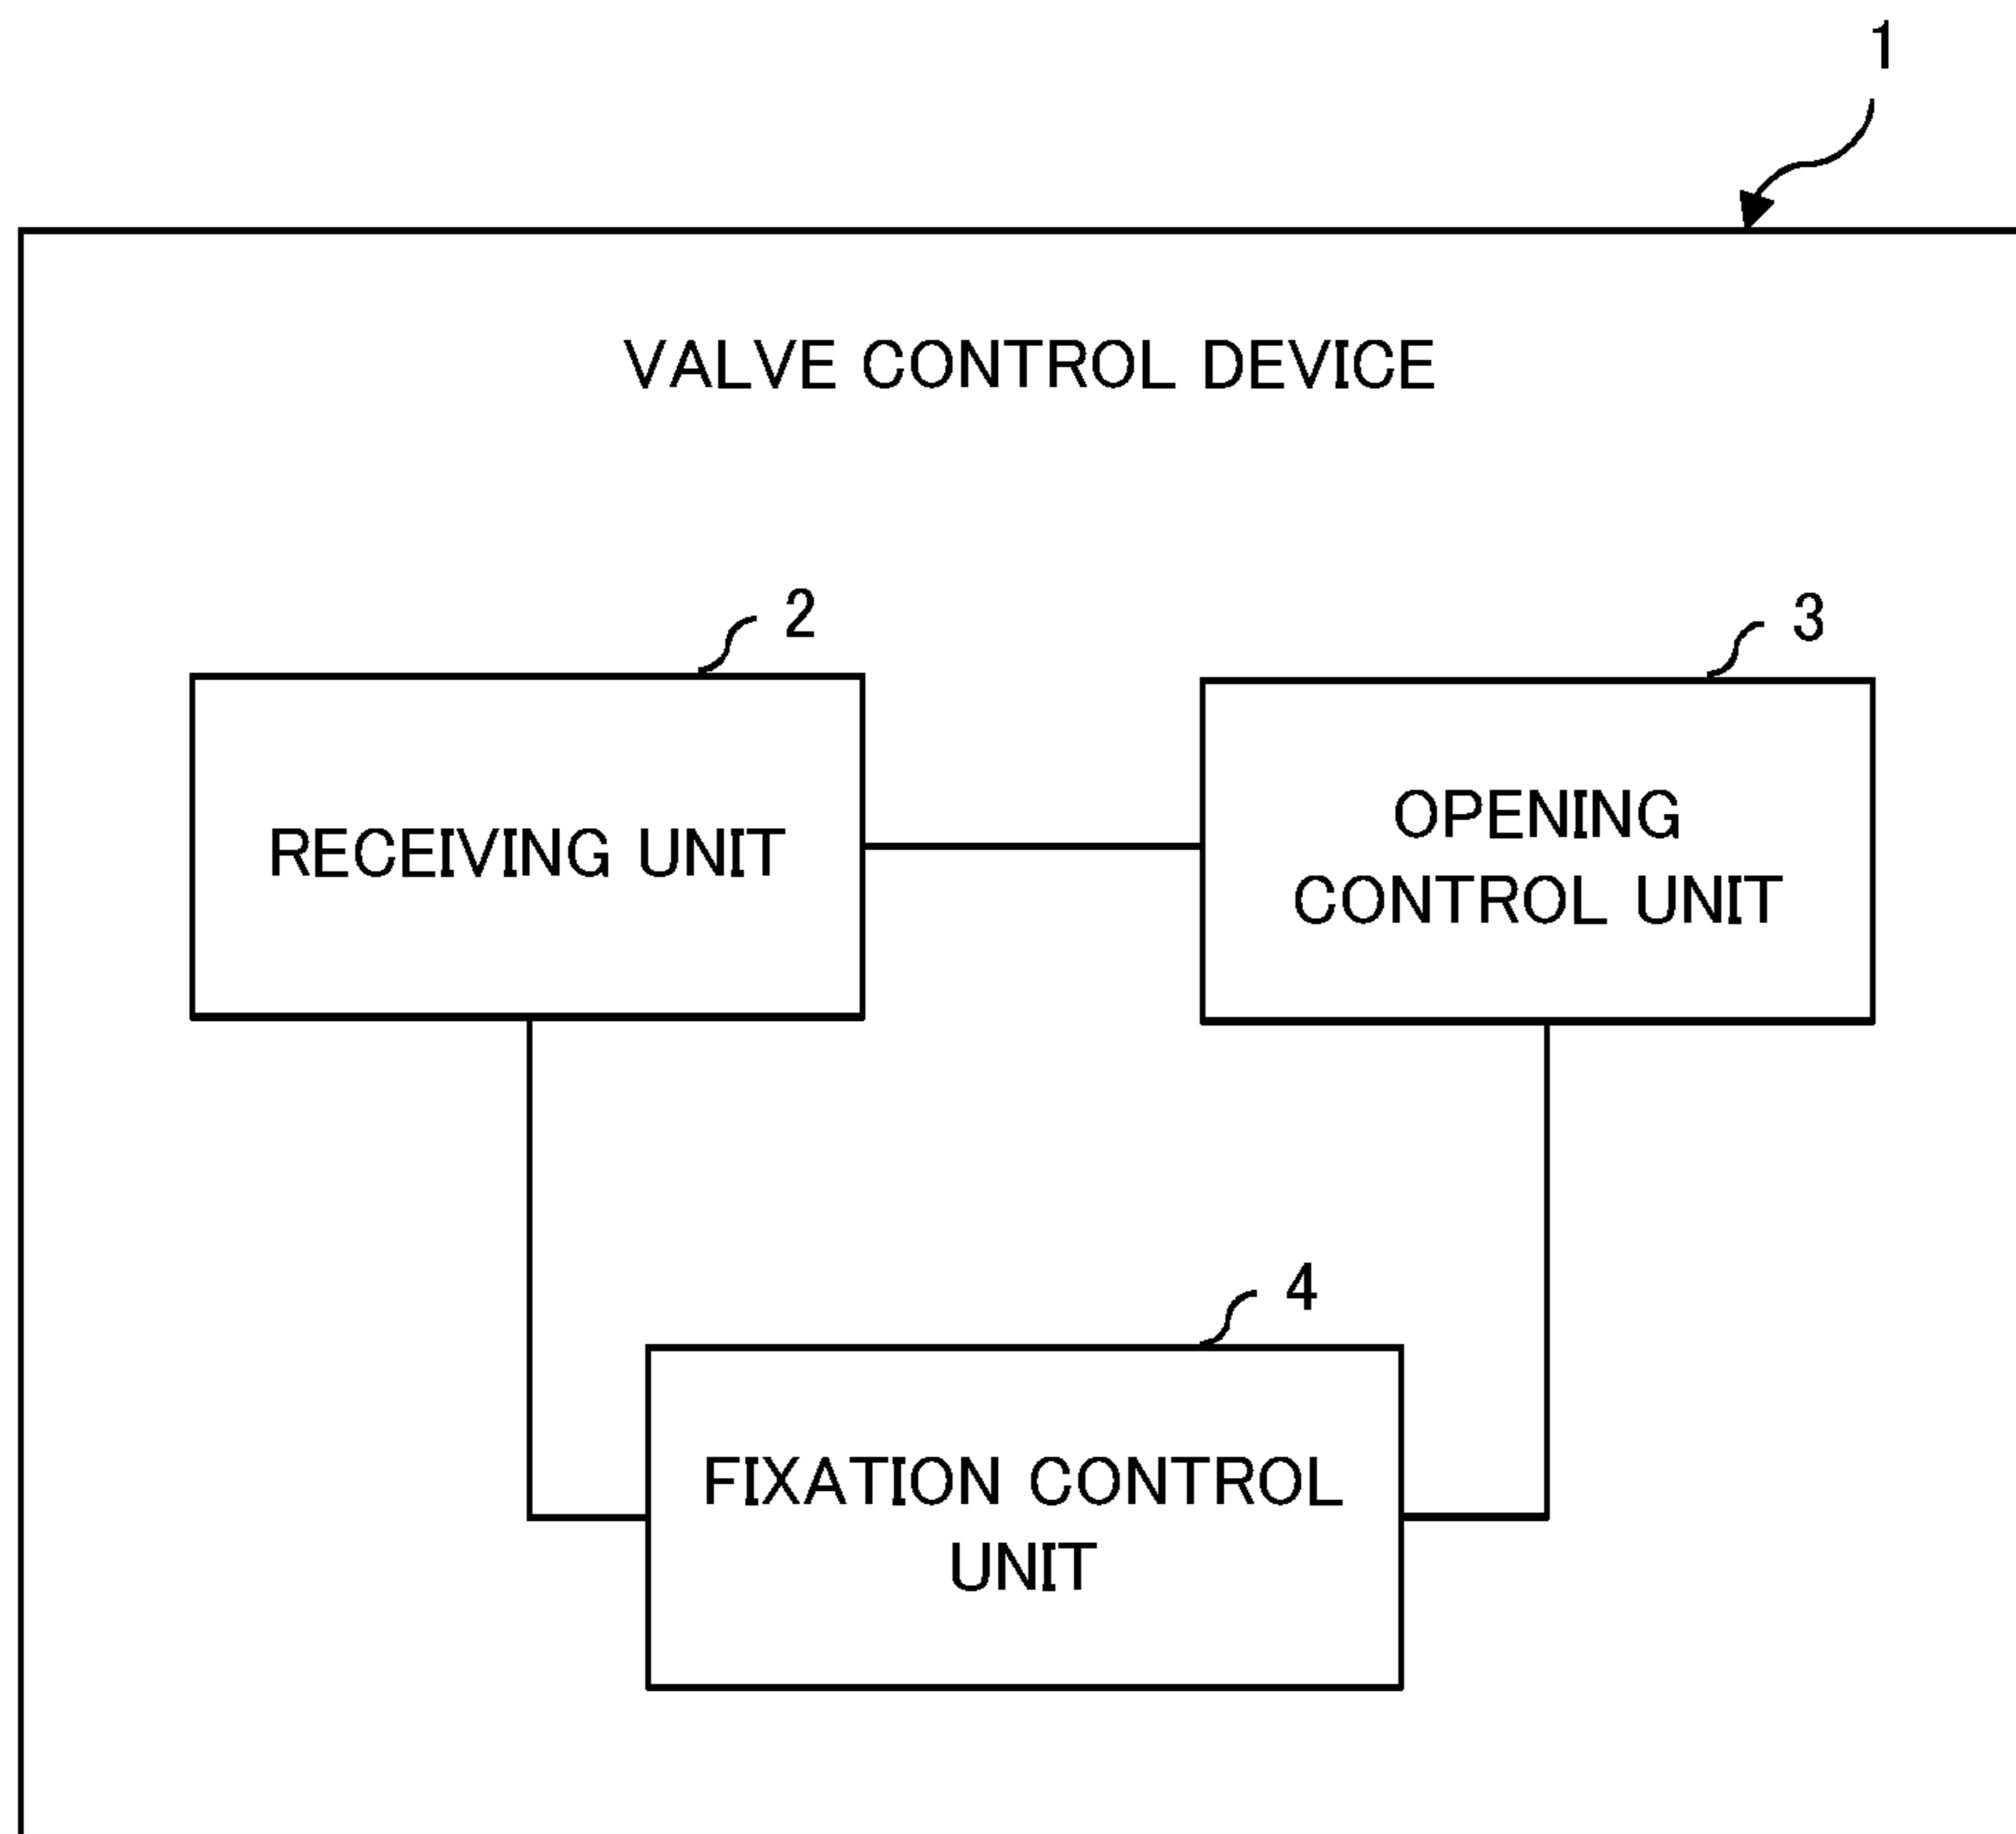 1
VALVE CONTROL DEVICE
2
3
RECEIVING UNIT
OPENING
CONTROL UNIT
4
FIXATION CONTROL
UNIT